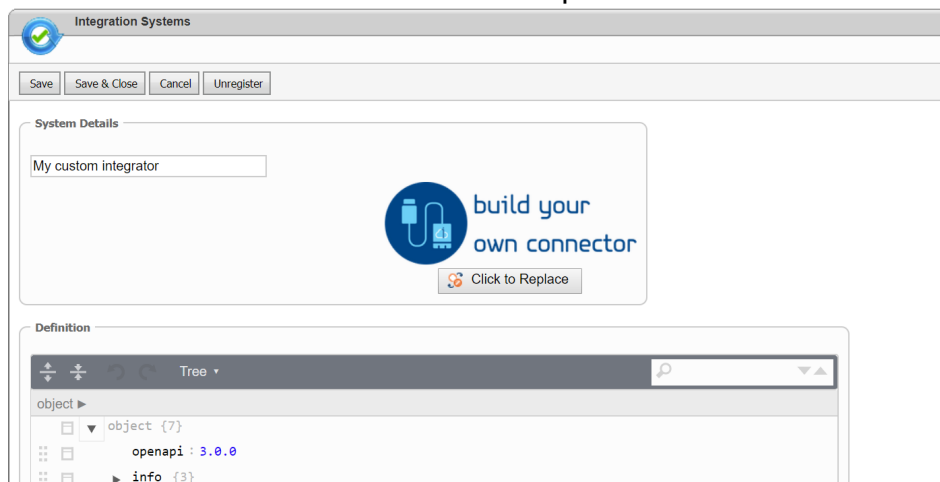 Integration Systems
Save Save & Close Cancel Unregister
System Details
My custom integrator
build your
own connector
Click to Replace
Definition
Tree
object
object {7}
openapi : 3.0.0
info {3}